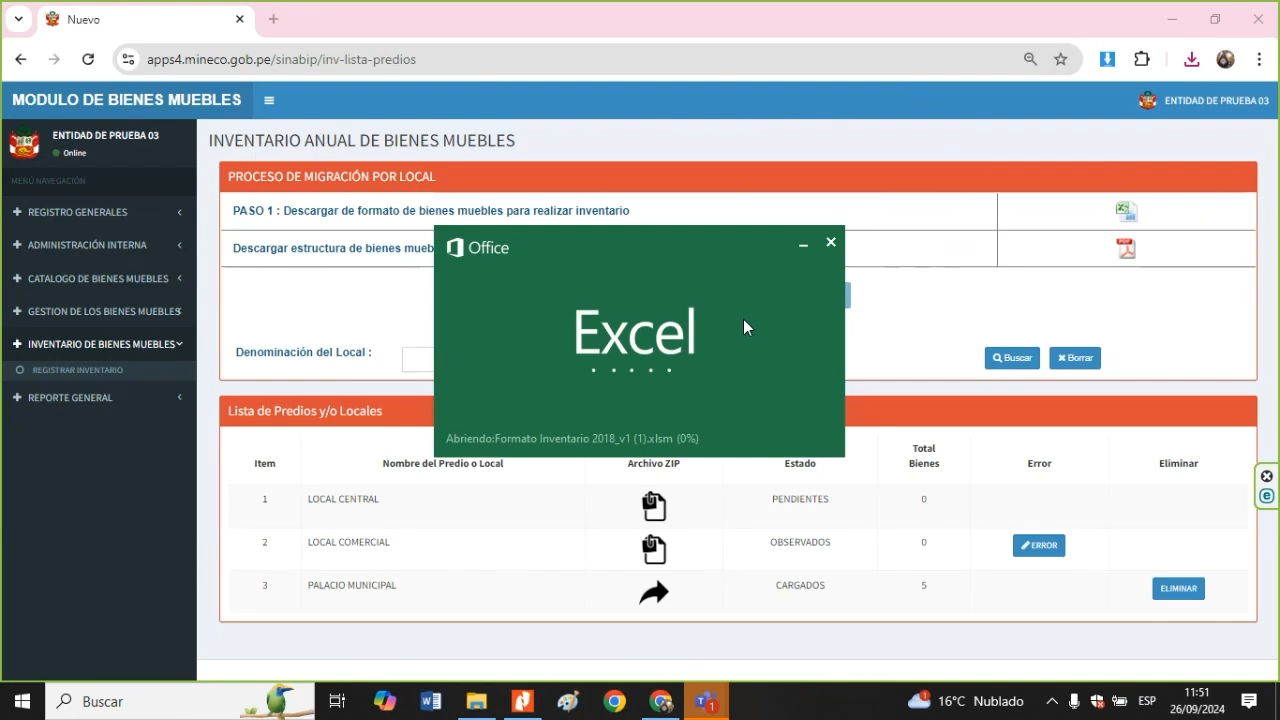 Nuevo
apps4.mineco.gob.pe/sinabip/inv-lista-predios
MODULO DE BIENES MUEBLES
ENTIDAD DE PRUEBA 03
ENTIDAD DE PRUEBA 03
Online
MENÚ NAVEGACIÓN
REGISTRO GENERALES
ADMINISTRACIÓN INTERNA
CATALOGO DE BIENES MUEBLES
GESTION DE LOS BIENES MUEBLES
INVENTARIO DE BIENES MUEBLES
REGISTRAR INVENTARIO
REPORTE GENERAL
INVENTARIO ANUAL DE BIENES MUEBLES
PROCESO DE MIGRACIÓN POR LOCAL
PASO 1 : Descargar de formato de bienes muebles para realizar inventario
Descargar estructura de bienes mueb
Office
Excel
Abriendo:Formato Inventario 2018_v1 (1).xlsm (0%)
Denominación del Local :
Buscar
Borrar
Lista de Predios y/o Locales
Item Nombre del Predio o Local Archivo ZIP Estado Total Bienes Error Eliminar
1 LOCAL CENTRAL PENDIENTES 0
2 LOCAL COMERCIAL OBSERVADOS 0 ERROR
3 PALACIO MUNICIPAL CARGADOS 5 ELIMINAR
Buscar
16°C Nublado
ESP
11:51
26/09/2024